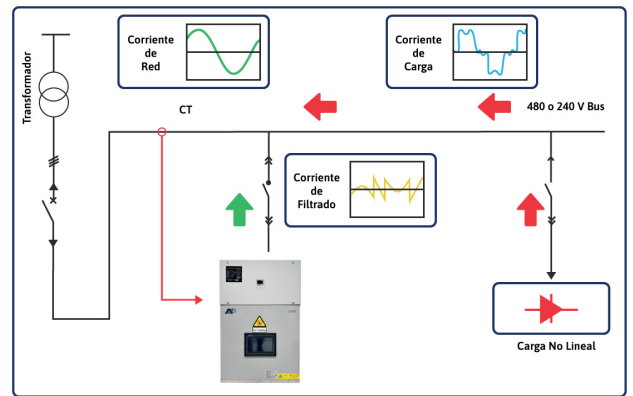 Transformador
Corriente
de
Red
Corriente
de
Carga
CT
480 o 240 V Bus
Corriente
de
Filtrado
Carga No Lineal